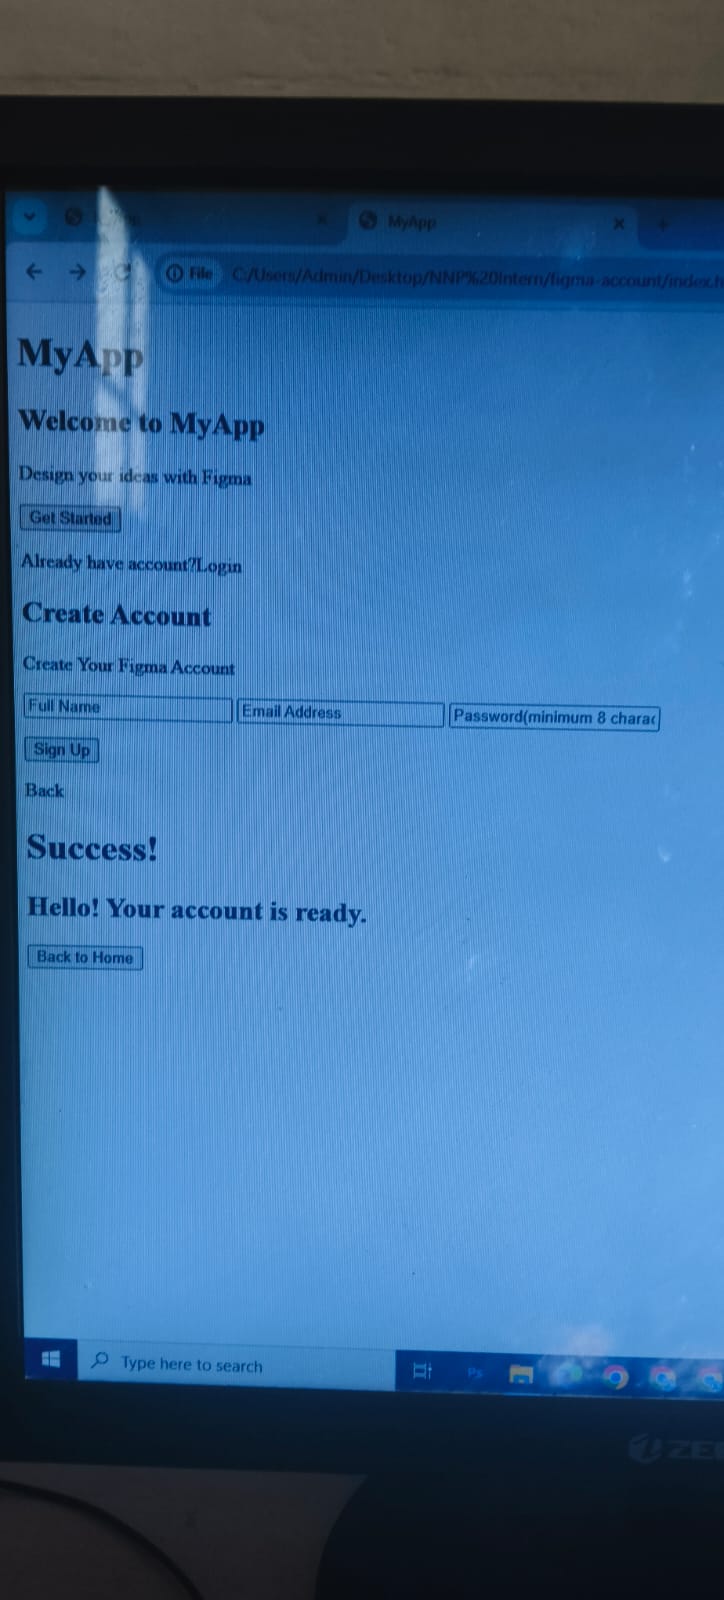 MyApp
File C:/Users/Admin/Desktop/NNP%20Intern/figma-account/index.h
MyApp
Welcome to MyApp
Design your ideas with Figma
Get Started
Already have account?Login
Create Account
Create Your Figma Account
Full Name Email Address Password(minimum 8 charac
Sign Up
Back
Success!
Hello! Your account is ready.
Back to Home
Type here to search
Ps
ZE